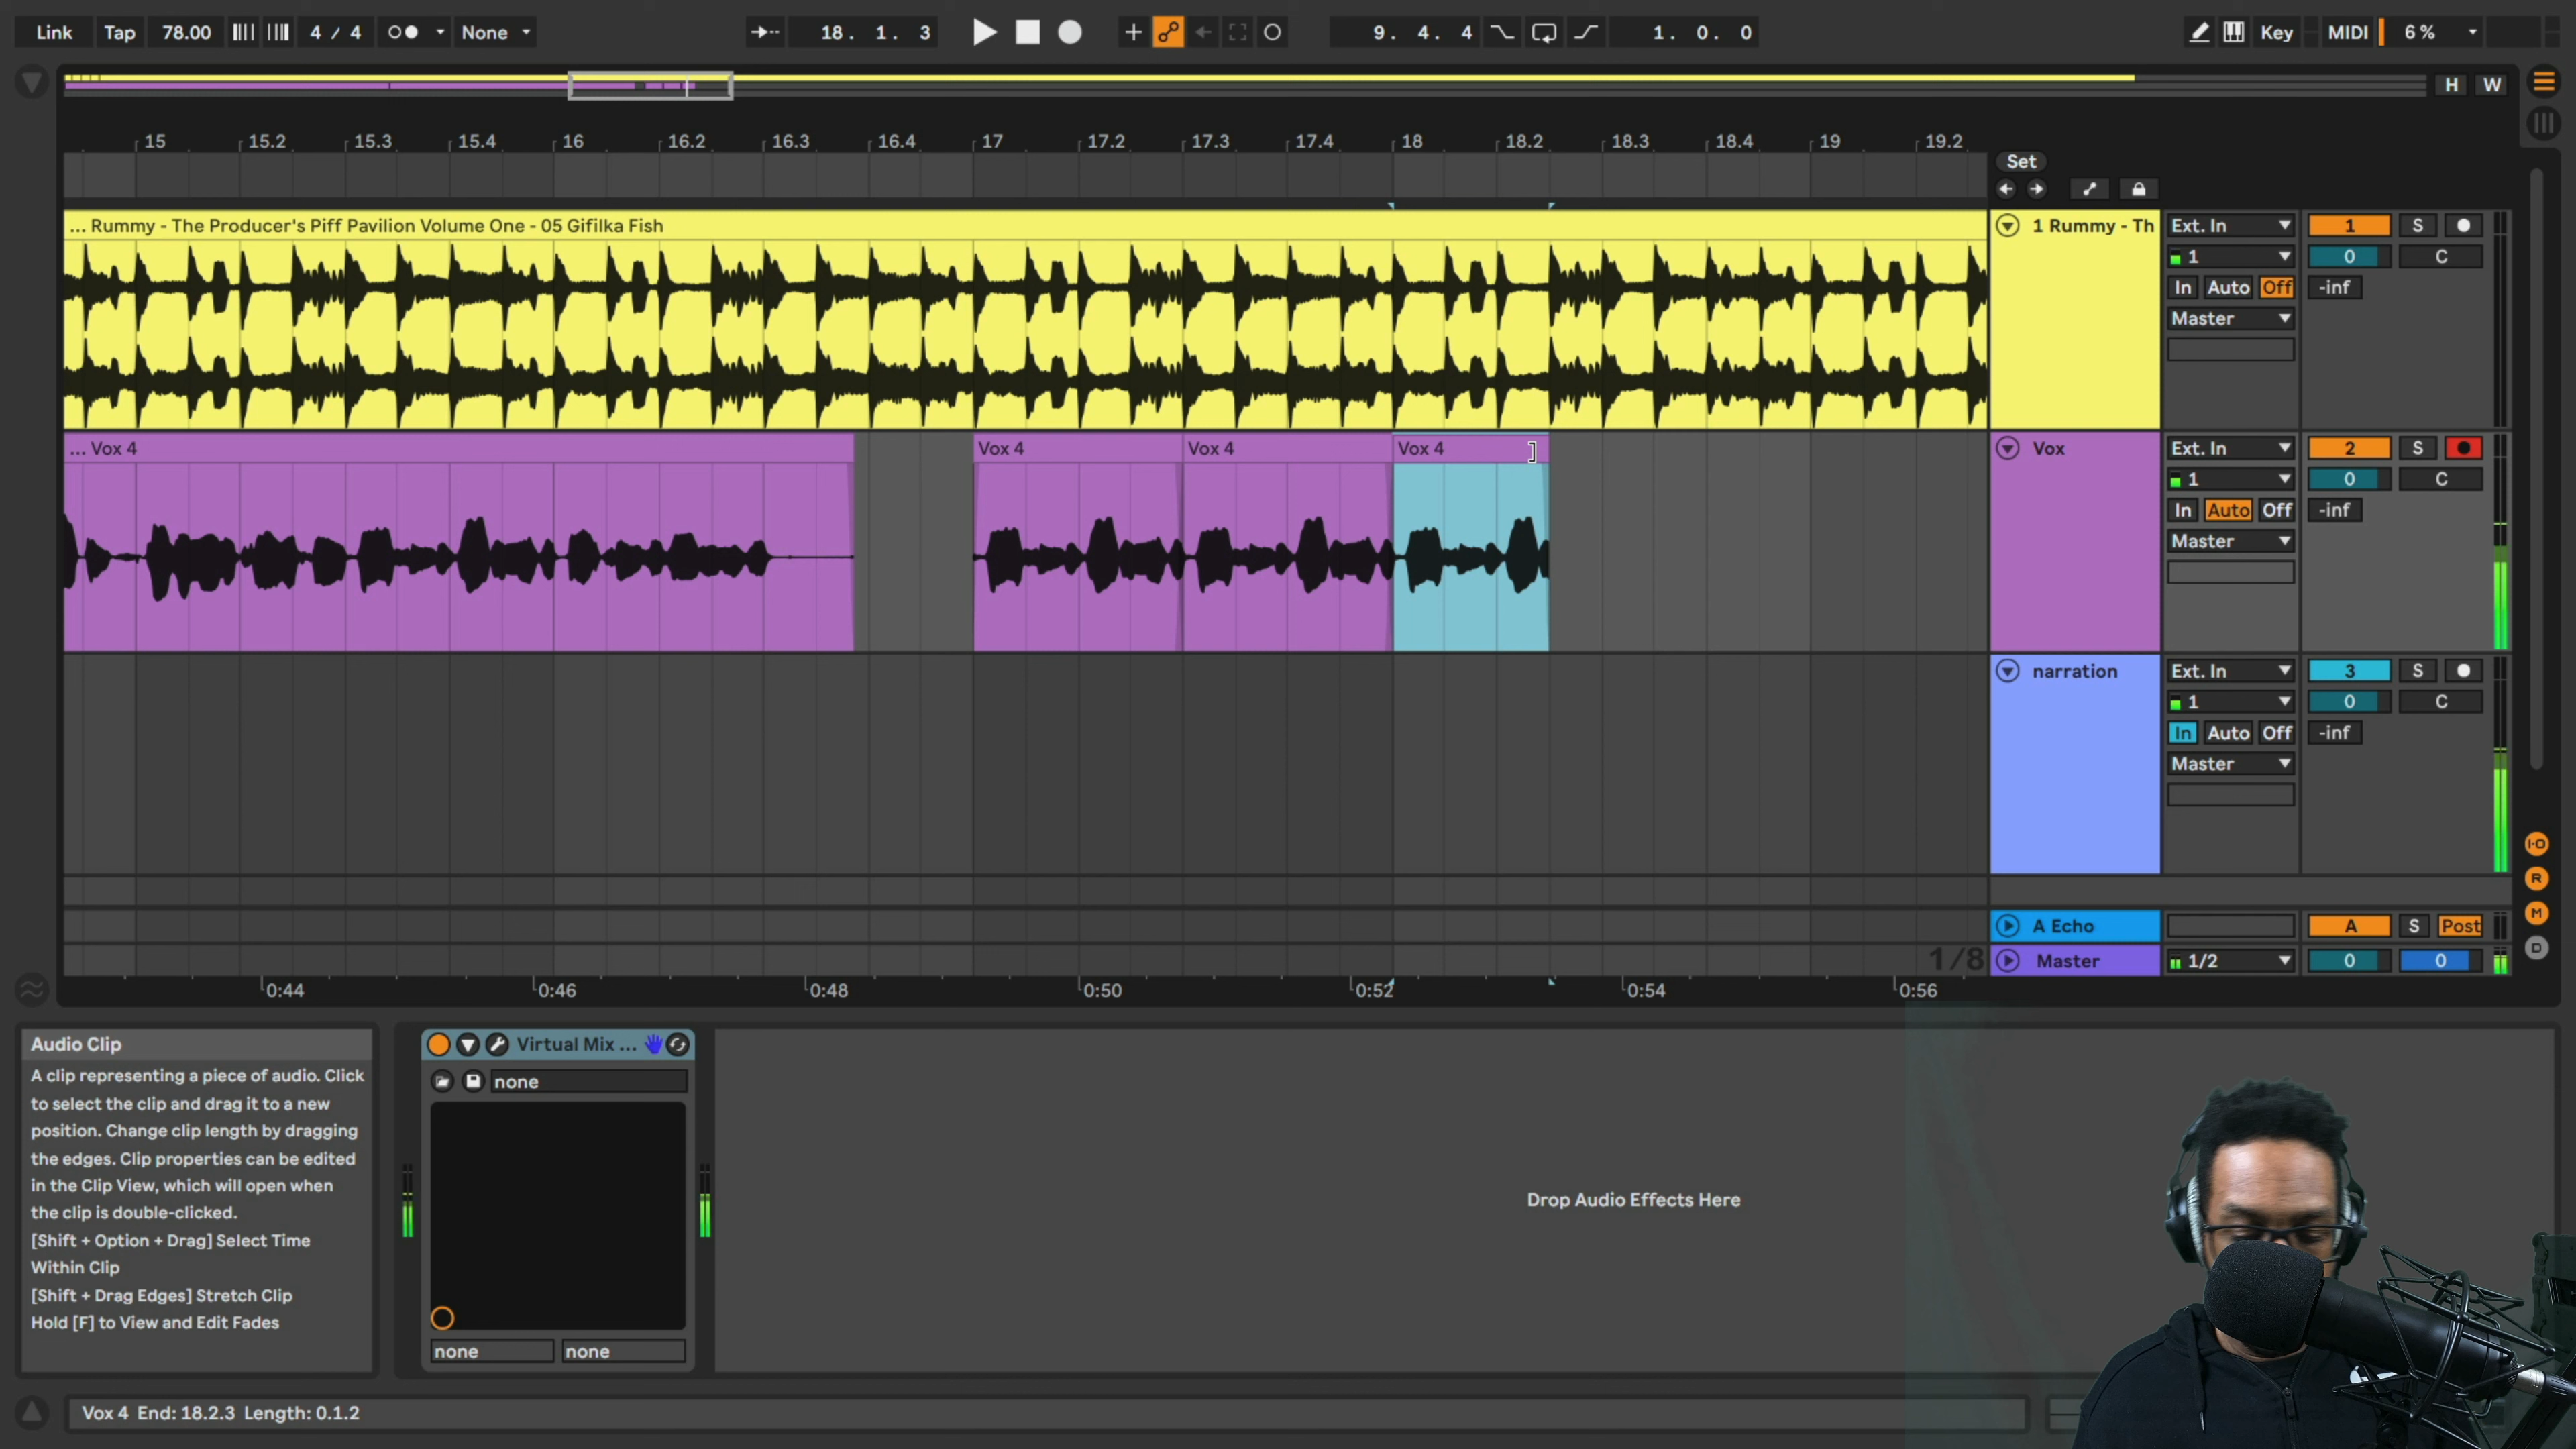 Link Tap 78.00 4 / 4 None 18. 1. 3 9. 4. 4 1. 0. 0 Key MIDI 6 %
H W
15 15.2 15.3 15.4 16 16.2 16.3 16.4 17 17.2 17.3 17.4 18 18.2 18.3 18.4 19 19.2
Set
... Rummy - The Producer's Piff Pavilion Volume One - 05 Gifilka Fish 1 Rummy - Th Ext. In 1 S
1 0 C
In Auto Off -inf
Master
... Vox 4 Vox 4 Vox 4 Vox 4 Vox Ext. In 2 S
1 0 C
In Auto Off -inf
Master
narration Ext. In 3 S
1 0 C
In Auto Off -inf
Master
I-O
R
M
D
A Echo A S Post
1/8 Master 1/2 0 0
0:44 0:46 0:48 0:50 0:52 0:54 0:56
Audio Clip
A clip representing a piece of audio. Click
to select the clip and drag it to a new
position. Change clip length by dragging
the edges. Clip properties can be edited
in the Clip View, which will open when
the clip is double-clicked.
[Shift + Option + Drag] Select Time
Within Clip
[Shift + Drag Edges] Stretch Clip
Hold [F] to View and Edit Fades
Virtual Mix ...
none
none none
Drop Audio Effects Here
Vox 4 End: 18.2.3 Length: 0.1.2